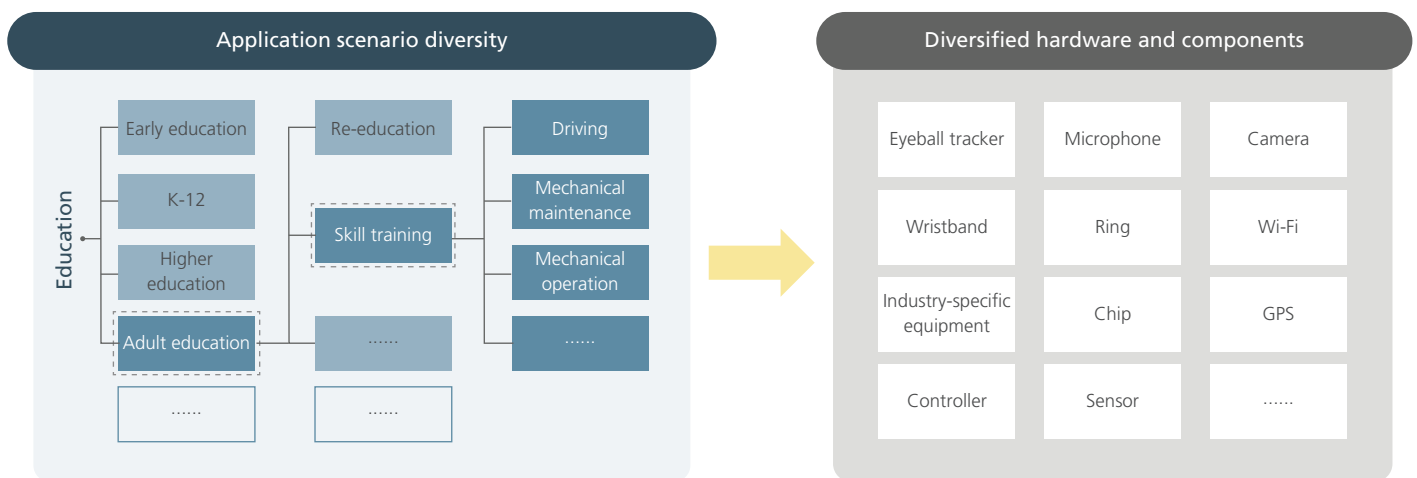 Application scenario diversity
Education
Early education
K-12
Higher
education
Adult education
......
Re-education
Skill training
......
......
Driving
Mechanical
maintenance
Mechanical
operation
......
Diversified hardware and components
Eyeball tracker
Microphone
Camera
Wristband
Ring
Wi-Fi
Industry-specific
equipment
Chip
GPS
Controller
Sensor
......